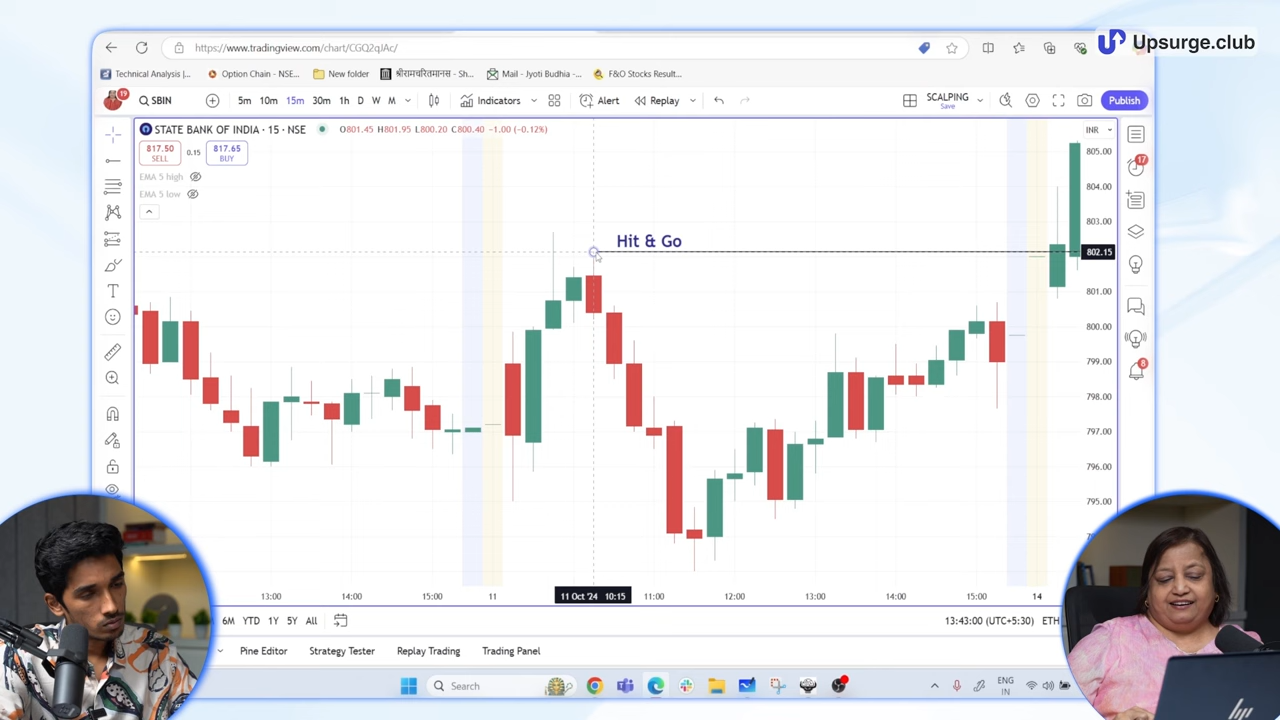 Upsurge.club
https://www.tradingview.com/chart/CGQ2qJAc/
Technical Analysis |... Option Chain - NSE... New folder श्रीरामचरितमानस - Sh... Mail - Jyoti Budhia -... F&O Stocks Result...
19 SBIN 5m 10m 15m 30m 1h D W M Indicators Alert Replay SCALPING Save Publish
STATE BANK OF INDIA · 15 · NSE O801.45 H801.95 L800.20 C800.40 -1.00 (-0.12%) INR
817.50 SELL 0.15 817.65 BUY
EMA 5 high
EMA 5 low
Hit & Go
805.00
804.00
803.00
802.15
801.00
800.00
799.00
798.00
797.00
796.00
795.00
17
8
13:00 14:00 15:00 11 11 Oct '24 10:15 11:00 12:00 13:00 14:00 15:00 14
6M YTD 1Y 5Y All 13:43:00 (UTC+5:30) ETH
Pine Editor Strategy Tester Replay Trading Trading Panel
Search ENG IN
hp